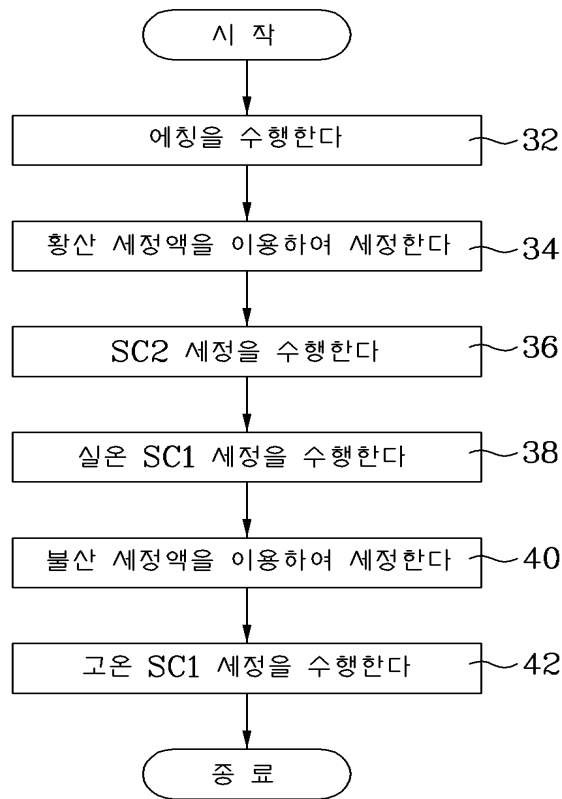 시 작
에칭을 수행한다 32
황산 세정액을 이용하여 세정한다 34
SC2 세정을 수행한다 36
실온 SC1 세정을 수행한다 38
불산 세정액을 이용하여 세정한다 40
고온 SC1 세정을 수행한다 42
종 료